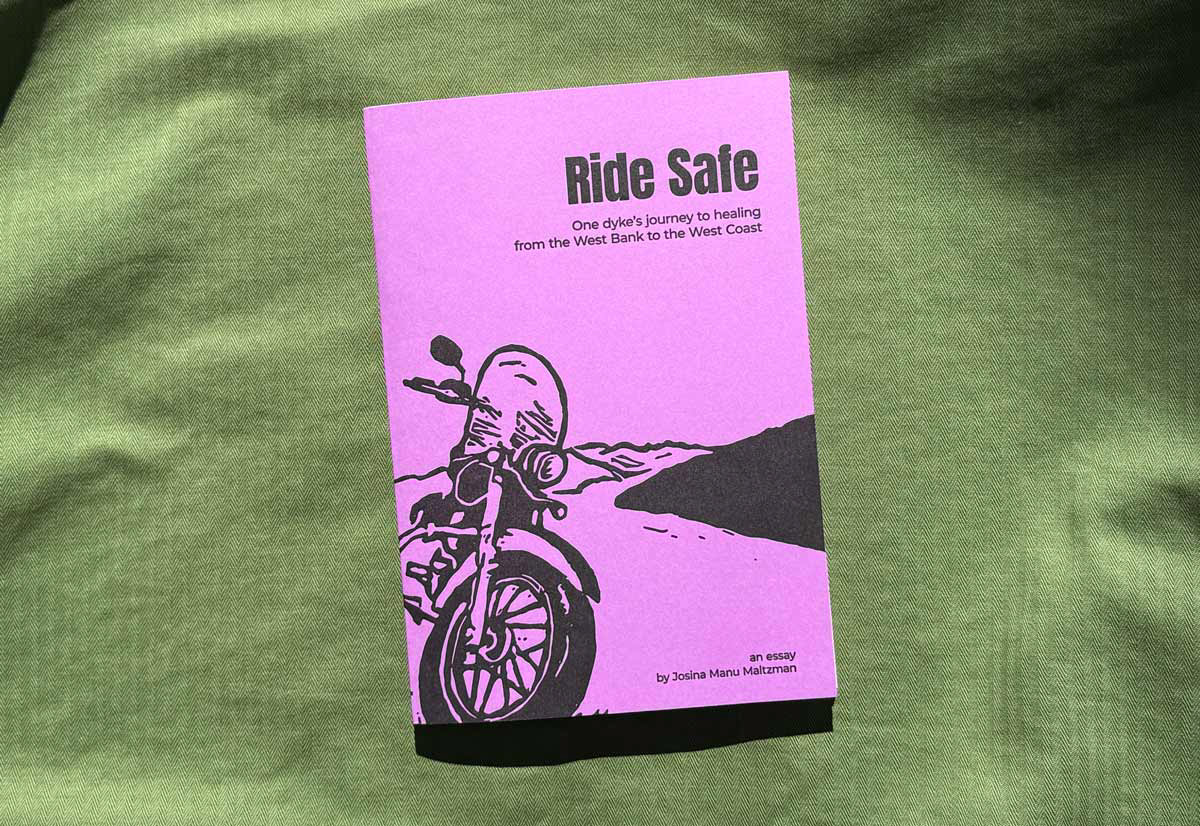 Ride Safe
One dyke's journey to healing
from the West Bank to the West Coast
an essay
by Josina Manu Maltzman